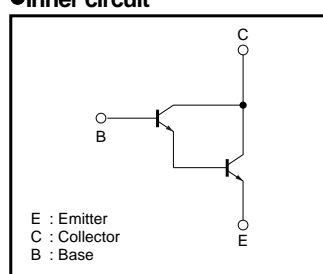 ●Inner circuit
C
B
E
E : Emitter
C : Collector
B : Base